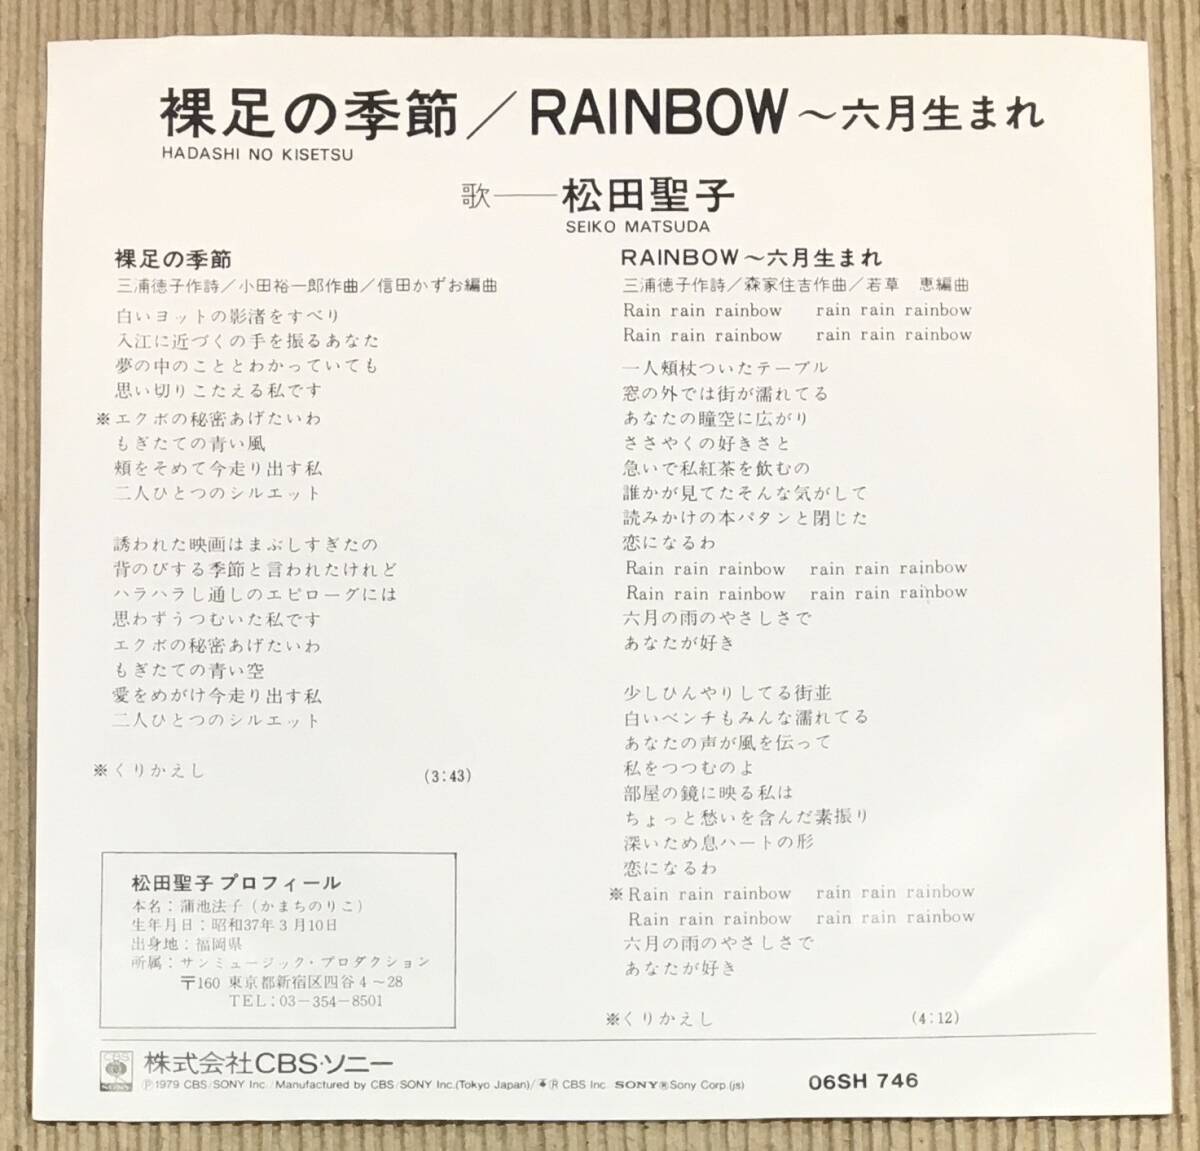 裸足の季節／RAINBOW～六月生まれ
HADASHI NO KISETSU
歌――松田聖子
SEIKO MATSUDA
裸足の季節
三浦徳子作詩／小田裕一郎作曲／信田かずお編曲
白いヨットの影渚をすべり
入江に近づくの手を振るあなた
夢の中のこととわかっていても
思い切りこたえる私です
※エクボの秘密あげたいわ
もぎたての青い風
頬をそめて今走り出す私
二人ひとつのシルエット
誘われた映画はまぶしすぎたの
背のびする季節と言われたけれど
ハラハラし通しのエピローグには
思わずうつむいた私です
エクボの秘密あげたいわ
もぎたての青い空
愛をめがけ今走り出す私
二人ひとつのシルエット
※くりかえし (3:43)
松田聖子プロフィール
本名：蒲池法子（かまちのりこ）
生年月日：昭和37年3月10日
出身地：福岡県
所属：サンミュージック・プロダクション
〒160 東京都新宿区四谷4～28
TEL：03－354－8501
RAINBOW～六月生まれ
三浦徳子作詩／森家住吉作曲／若草　恵編曲
Rain rain rainbow rain rain rainbow
Rain rain rainbow rain rain rainbow
一人頬杖ついたテーブル
窓の外では街が濡れてる
あなたの瞳空に広がり
ささやくの好きさと
急いで私紅茶を飲むの
誰かが見てたそんな気がして
読みかけの本パタンと閉じた
恋になるわ
Rain rain rainbow rain rain rainbow
Rain rain rainbow rain rain rainbow
六月の雨のやさしさで
あなたが好き
少しひんやりしてる街並
白いベンチもみんな濡れてる
あなたの声が風を伝って
私をつつむのよ
部屋の鏡に映る私は
ちょっと愁いを含んだ素振り
深いため息ハートの形
恋になるわ
※Rain rain rainbow rain rain rainbow
Rain rain rainbow rain rain rainbow
六月の雨のやさしさで
あなたが好き
※くりかえし (4:12)
CBS
株式会社CBS・ソニー
Ⓟ1979 CBS/SONY Inc./Manufactured by CBS/SONY Inc.(Tokyo Japan)/ ® CBS Inc. SONY®Sony Corp.(js)
06SH 746